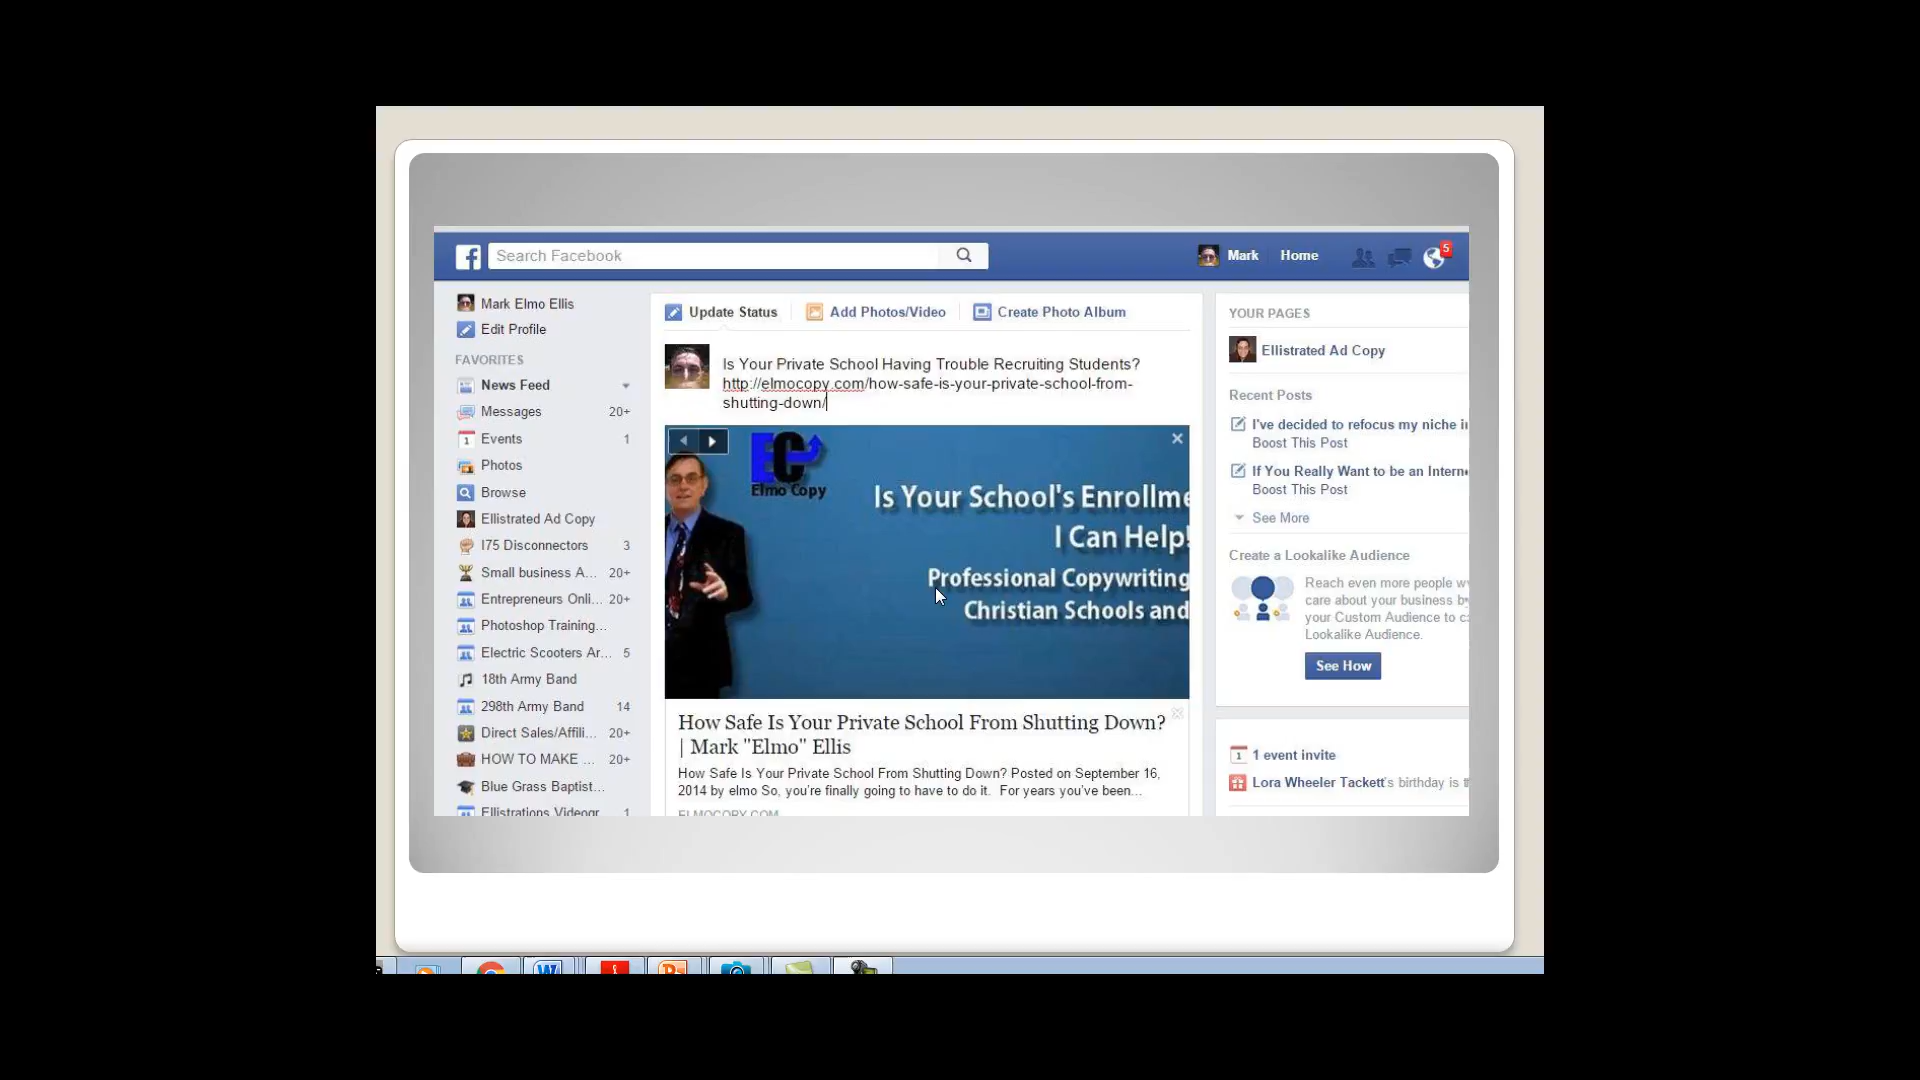 Search Facebook
Mark
Home
5
Mark Elmo Ellis
Edit Profile
FAVORITES
News Feed
Messages 20+
1 Events 1
Photos
Browse
Ellistrated Ad Copy
I75 Disconnectors 3
Small business A... 20+
Entrepreneurs Onli... 20+
Photoshop Training...
Electric Scooters Ar... 5
18th Army Band
298th Army Band 14
Direct Sales/Affili... 20+
HOW TO MAKE ... 20+
Blue Grass Baptist...
Ellistrations Videogr 1
Update Status
Add Photos/Video
Create Photo Album
Is Your Private School Having Trouble Recruiting Students?
http://elmocopy.com/how-safe-is-your-private-school-from-
shutting-down/
EC
Elmo Copy
Is Your School's Enrollme
I Can Help!
Professional Copywriting
Christian Schools and
How Safe Is Your Private School From Shutting Down?
| Mark "Elmo" Ellis
How Safe Is Your Private School From Shutting Down? Posted on September 16,
2014 by elmo So, you're finally going to have to do it. For years you've been...
ELMOCOPY.COM
YOUR PAGES
Ellistrated Ad Copy
Recent Posts
I've decided to refocus my niche i
Boost This Post
If You Really Want to be an Intern
Boost This Post
See More
Create a Lookalike Audience
Reach even more people w
care about your business b
your Custom Audience to c
Lookalike Audience.
See How
1 1 event invite
Lora Wheeler Tackett's birthday is